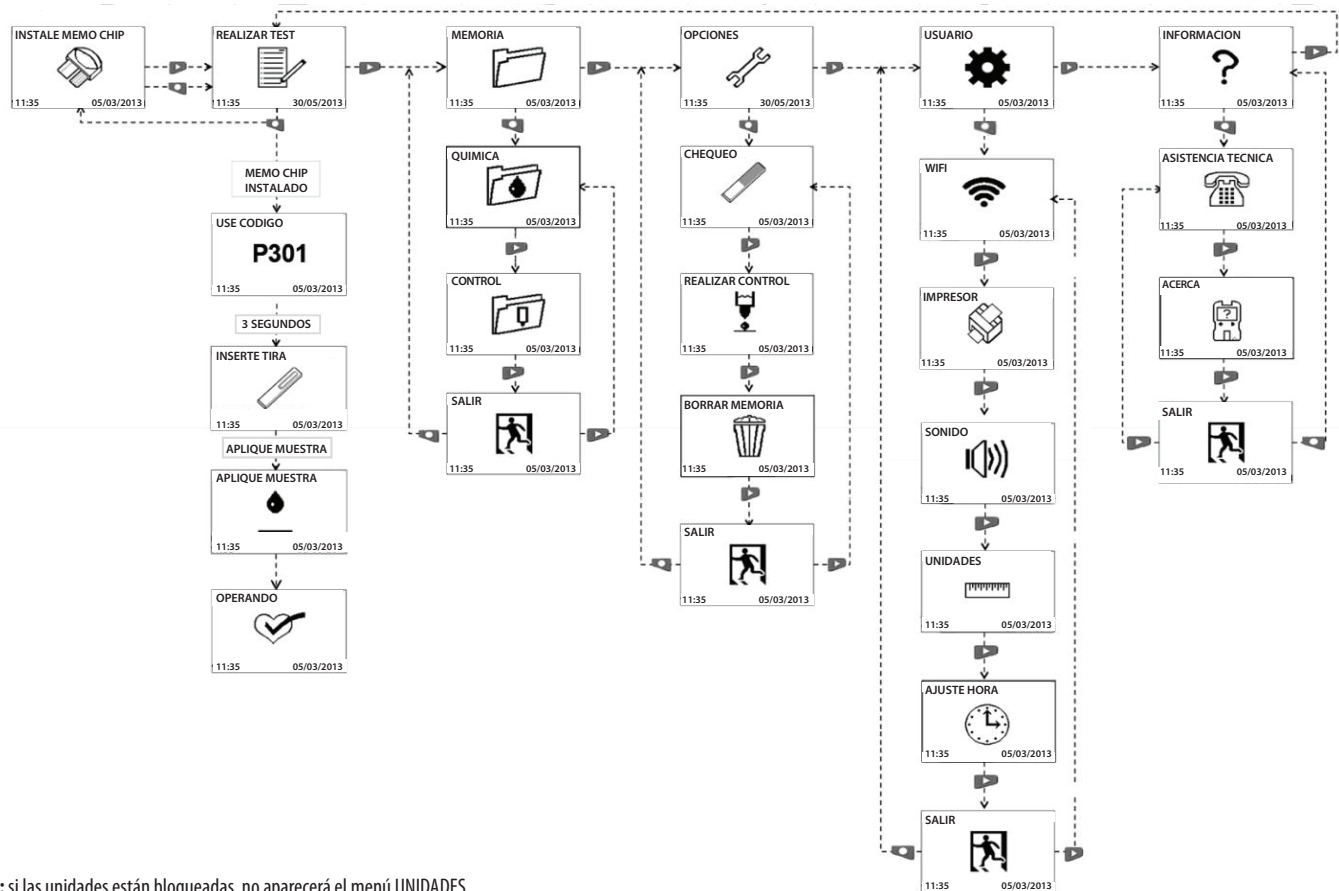 INSTALE MEMO CHIP
11:35 05/03/2013
REALIZAR TEST
11:35 30/05/2013
MEMORIA
11:35 05/03/2013
OPCIONES
11:35 30/05/2013
USUARIO
11:35 05/03/2013
INFORMACION
?
11:35 05/03/2013
MEMO CHIP
INSTALADO
USE CODIGO
P301
11:35 05/03/2013
3 SEGUNDOS
INSERTE TIRA
11:35 05/03/2013
APLIQUE MUESTRA
APLIQUE MUESTRA
11:35 05/03/2013
OPERANDO
11:35 05/03/2013
QUIMICA
11:35 05/03/2013
CONTROL
11:35 05/03/2013
SALIR
11:35 05/03/2013
CHEQUEO
11:35 05/03/2013
REALIZAR CONTROL
11:35 05/03/2013
BORRAR MEMORIA
11:35 05/03/2013
SALIR
11:35 05/03/2013
WIFI
11:35 05/03/2013
IMPRESOR
11:35 05/03/2013
SONIDO
11:35 05/03/2013
UNIDADES
11:35 05/03/2013
AJUSTE HORA
11:35 05/03/2013
SALIR
11:35 05/03/2013
ASISTENCIA TECNICA
11:35 05/03/2013
ACERCA
?
11:35 05/03/2013
SALIR
11:35 05/03/2013
: si las unidades están bloqueadas, no aparecerá el menú UNIDADES